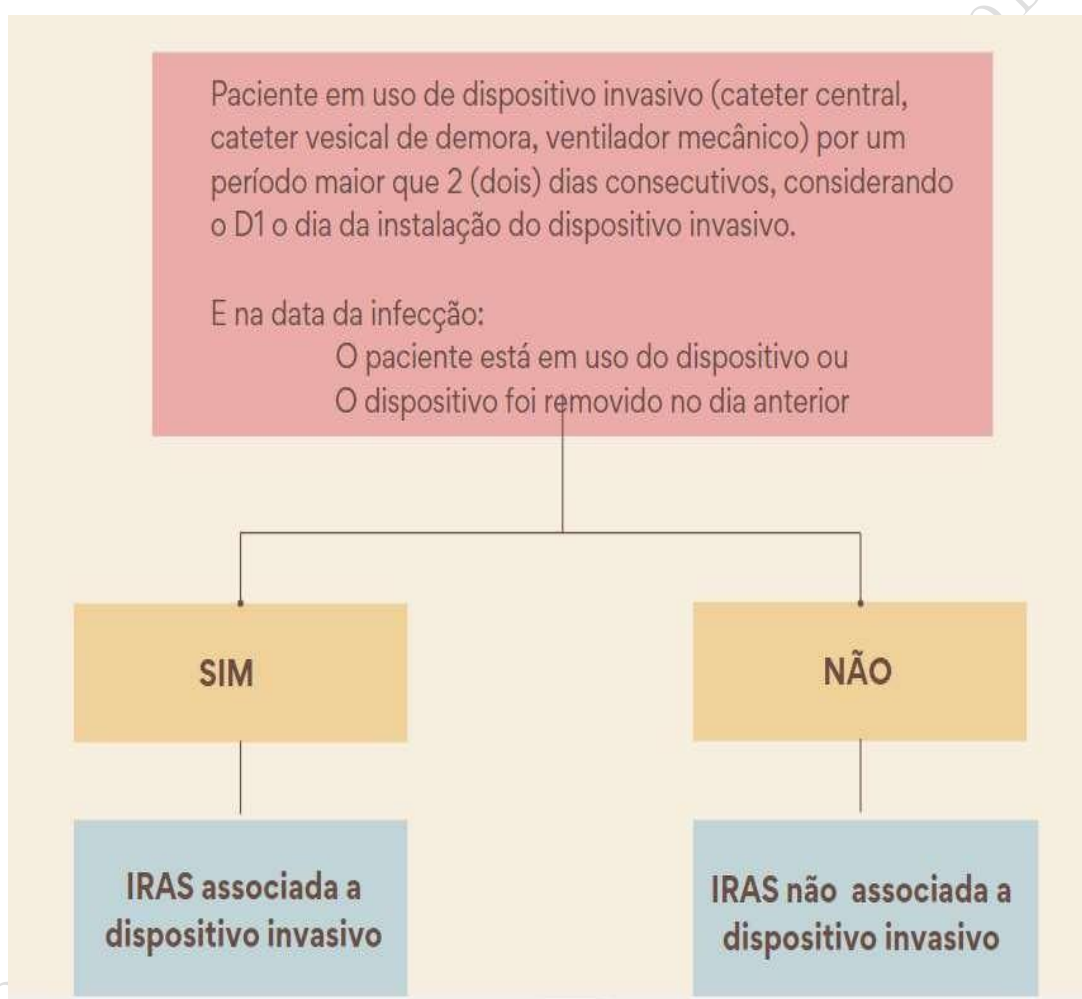 Paciente em uso de dispositivo invasivo (cateter central,
cateter vesical de demora, ventilador mecânico) por um
período maior que 2 (dois) dias consecutivos, considerando
o D1 o dia da instalação do dispositivo invasivo.
E na data da infecção:
O paciente está em uso do dispositivo ou
O dispositivo foi removido no dia anterior
SIM
NÃO
IRAS associada a
dispositivo invasivo
IRAS não associada a
dispositivo invasivo